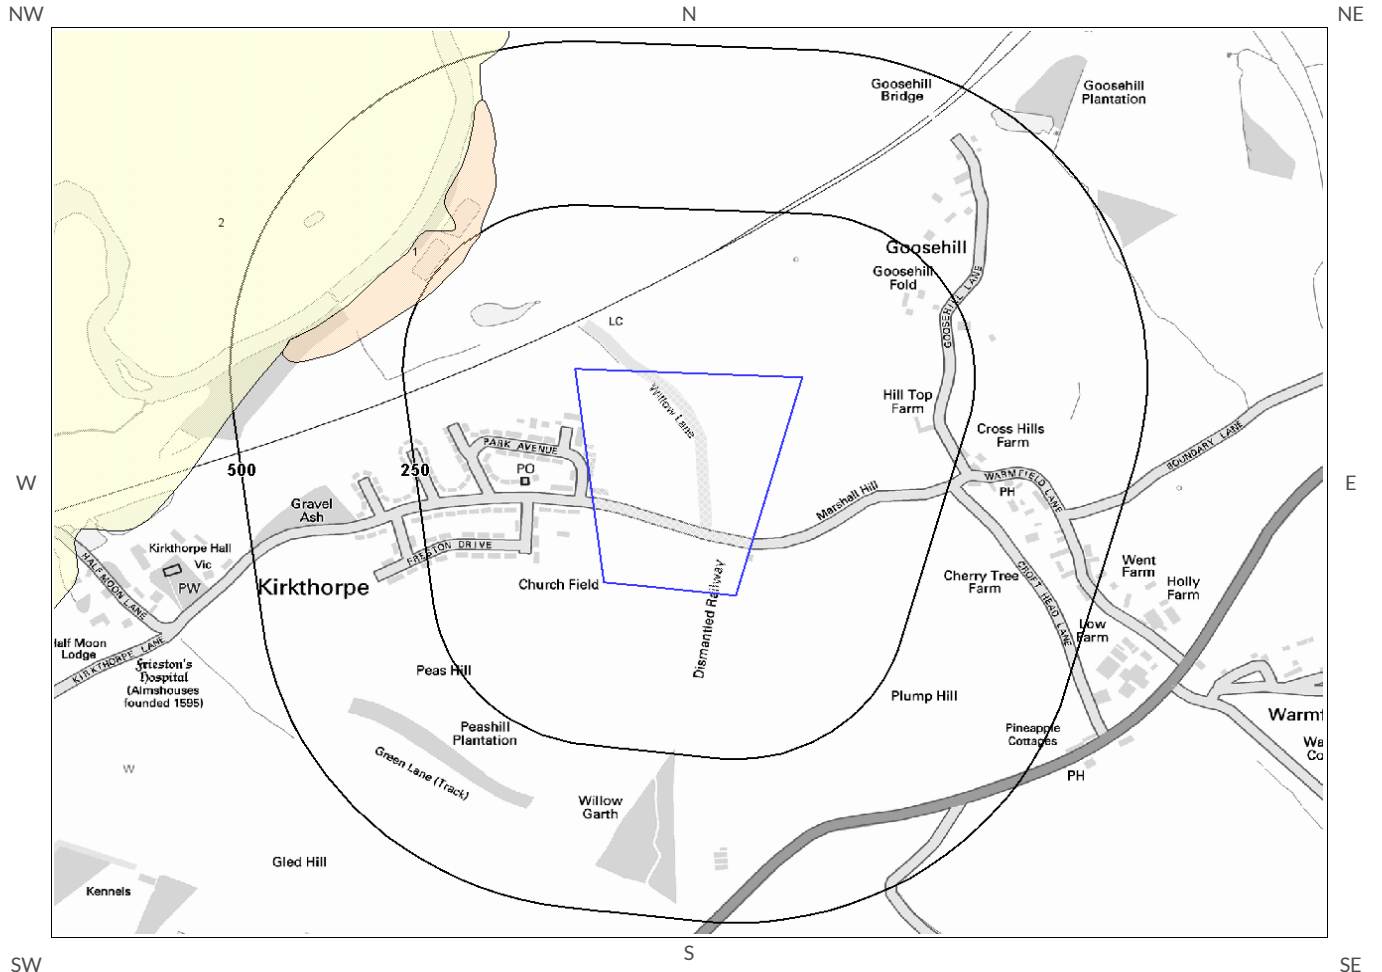 NW
N
NE
Goosehill
Bridge
Goosehill
Plantation
2
1
Goosehill
Goosehill
Fold
GOOSEHILL LANE
LC
Willow Lane
Hill Top
Farm
Cross Hills
Farm
PARK AVENUE
BOUNDARY LANE
W
500
250
PO
WARMFIELD LANE
PH
E
Marshall Hill
Gravel
Ash
Kirkthorpe Hall
Vic
PW
HALF MOON LANE
FRESTON DRIVE
Kirkthorpe
Church Field
Dismantled Railway
Cherry Tree
Farm
CROFT HEAD LANE
Went
Farm
Holly
Farm
Low
Farm
Half Moon
Lodge
KIRKTHORPE LANE
Frieston's
Hospital
(Almshouses
founded 1595)
Peas Hill
Plump Hill
Peashill
Plantation
Green Lane (Track)
Pineapple
Cottages
PH
Warmf
Wa
Co
W
Willow
Garth
Gled Hill
Kennels
SW
S
SE